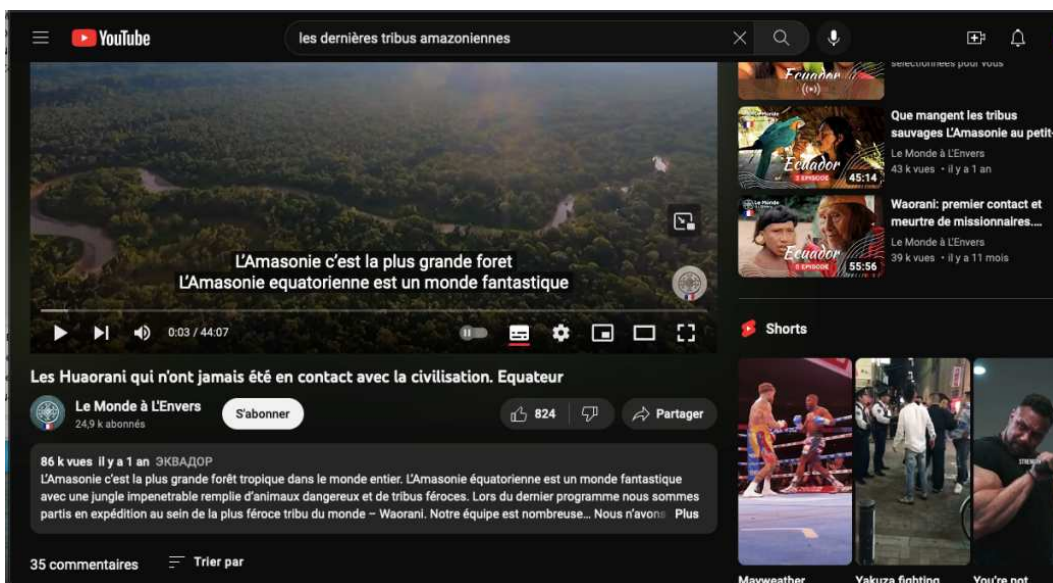 YouTube
les dernières tribus amazoniennes
L'Amasonie c'est la plus grande foret
L'Amasonie equatorienne est un monde fantastique
0:03 / 44:07
Les Huaorani qui n'ont jamais été en contact avec la civilisation. Equateur
Le Monde à L'Envers
24,9 k abonnés
S'abonner
824
Partager
86 k vues il y a 1 an ЭКВАДОР
L'Amasonie c'est la plus grande forêt tropique dans le monde entier. L'Amasonie équatorienne est un monde fantastique
avec une jungle impenetrable remplie d'animaux dangereux et de tribus féroces. Lors du dernier programme nous sommes
partis en expédition au sein de la plus féroce tribu du monde – Waorani. Notre équipe est nombreuse... Nous n'avons Plus
35 commentaires
Trier par
Ecuador
sélectionnées pour vous
Ecuador
2 EPISODE
45:14
Que mangent les tribus
sauvages L'Amasonie au petit
Le Monde à L'Envers
43 k vues • il y a 1 an
Le Monde
Ecuador
55:56
Waorani: premier contact et
meurtre de missionnaires....
Le Monde à L'Envers
39 k vues • il y a 11 mois
Shorts
Mayweather
Yakuza fighting
You're not